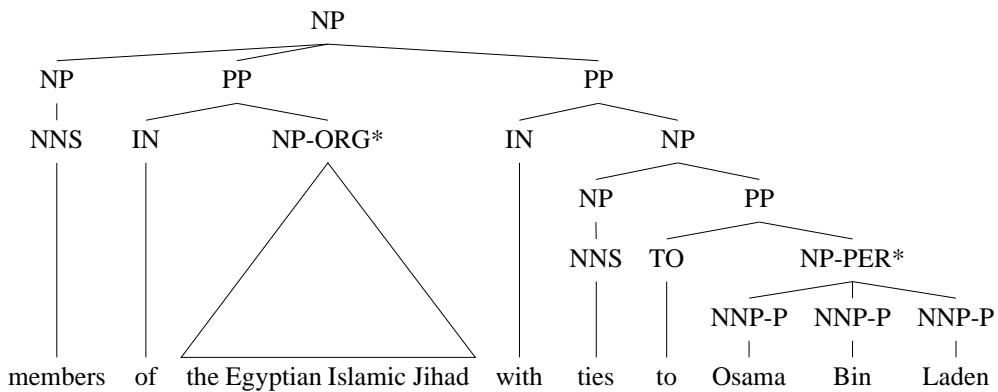 NP
NP PP PP
NNS IN NP-ORG* IN NP
NP PP
NNS TO NP-PER*
NNP-P NNP-P NNP-P
members of the Egyptian Islamic Jihad with ties to Osama Bin Laden